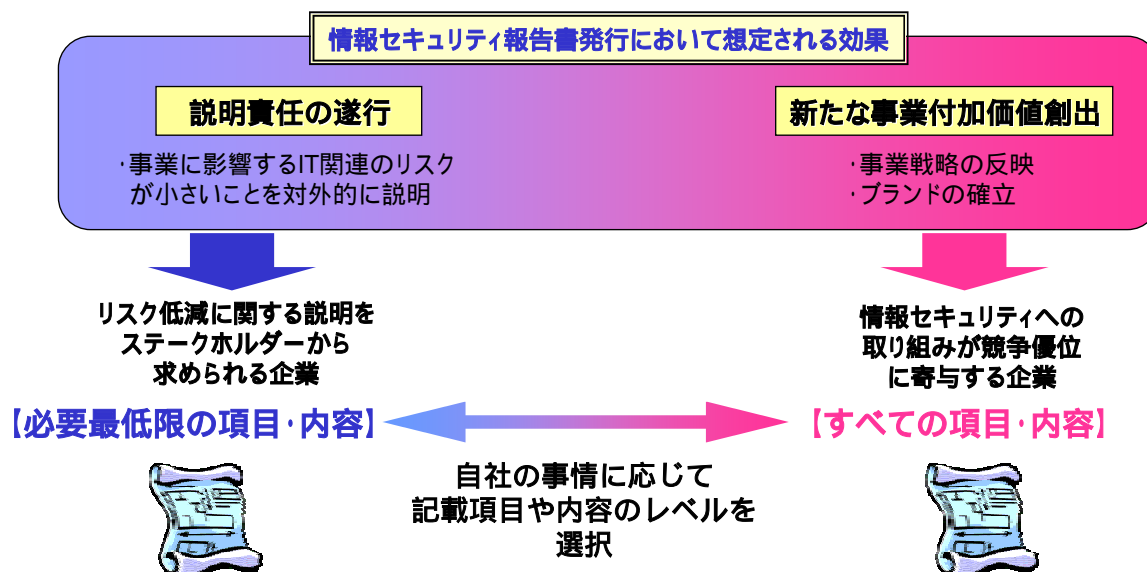 情報セキュリティ報告書発行において想定される効果
説明責任の遂行
・事業に影響するIT関連のリスク
が小さいことを対外的に説明
新たな事業付加価値創出
・事業戦略の反映
・ブランドの確立
リスク低減に関する説明を
ステークホルダーから
求められる企業
【必要最低限の項目・内容】
情報セキュリティへの
取り組みが競争優位
に寄与する企業
【すべての項目・内容】
自社の事情に応じて
記載項目や内容のレベルを
選択